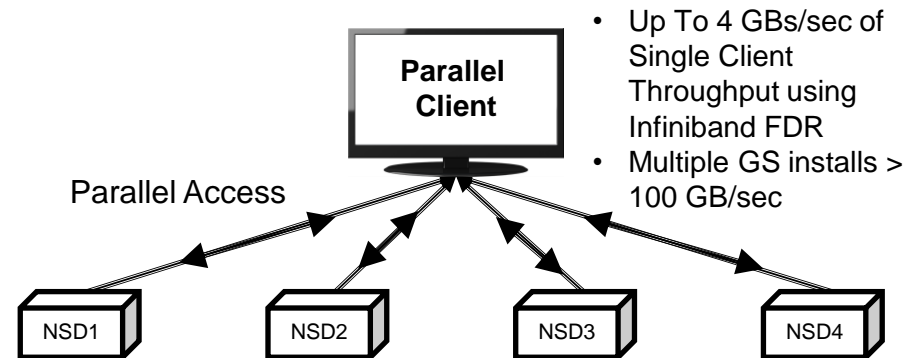 Parallel
Client
• Up To 4 GBs/sec of
Single Client
Throughput using
Infiniband FDR
• Multiple GS installs >
100 GB/sec
Parallel Access
NSD1
NSD2
NSD3
NSD4